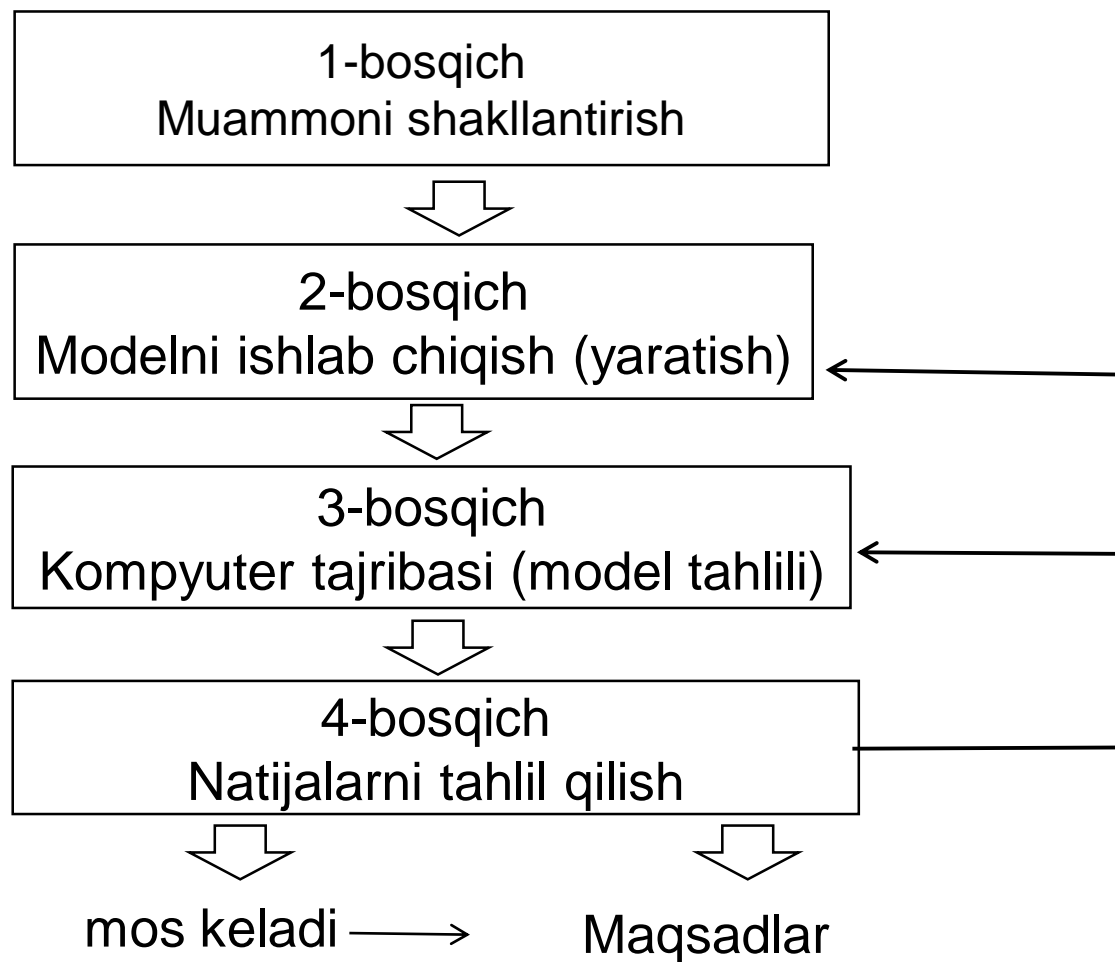 1-bosqich
Muammoni shakllantirish
2-bosqich
Modelni ishlab chiqish (yaratish)
3-bosqich
Kompyuter tajribasi (model tahlili)
4-bosqich
Natijalarni tahlil qilish
mos keladi
Maqsadlar